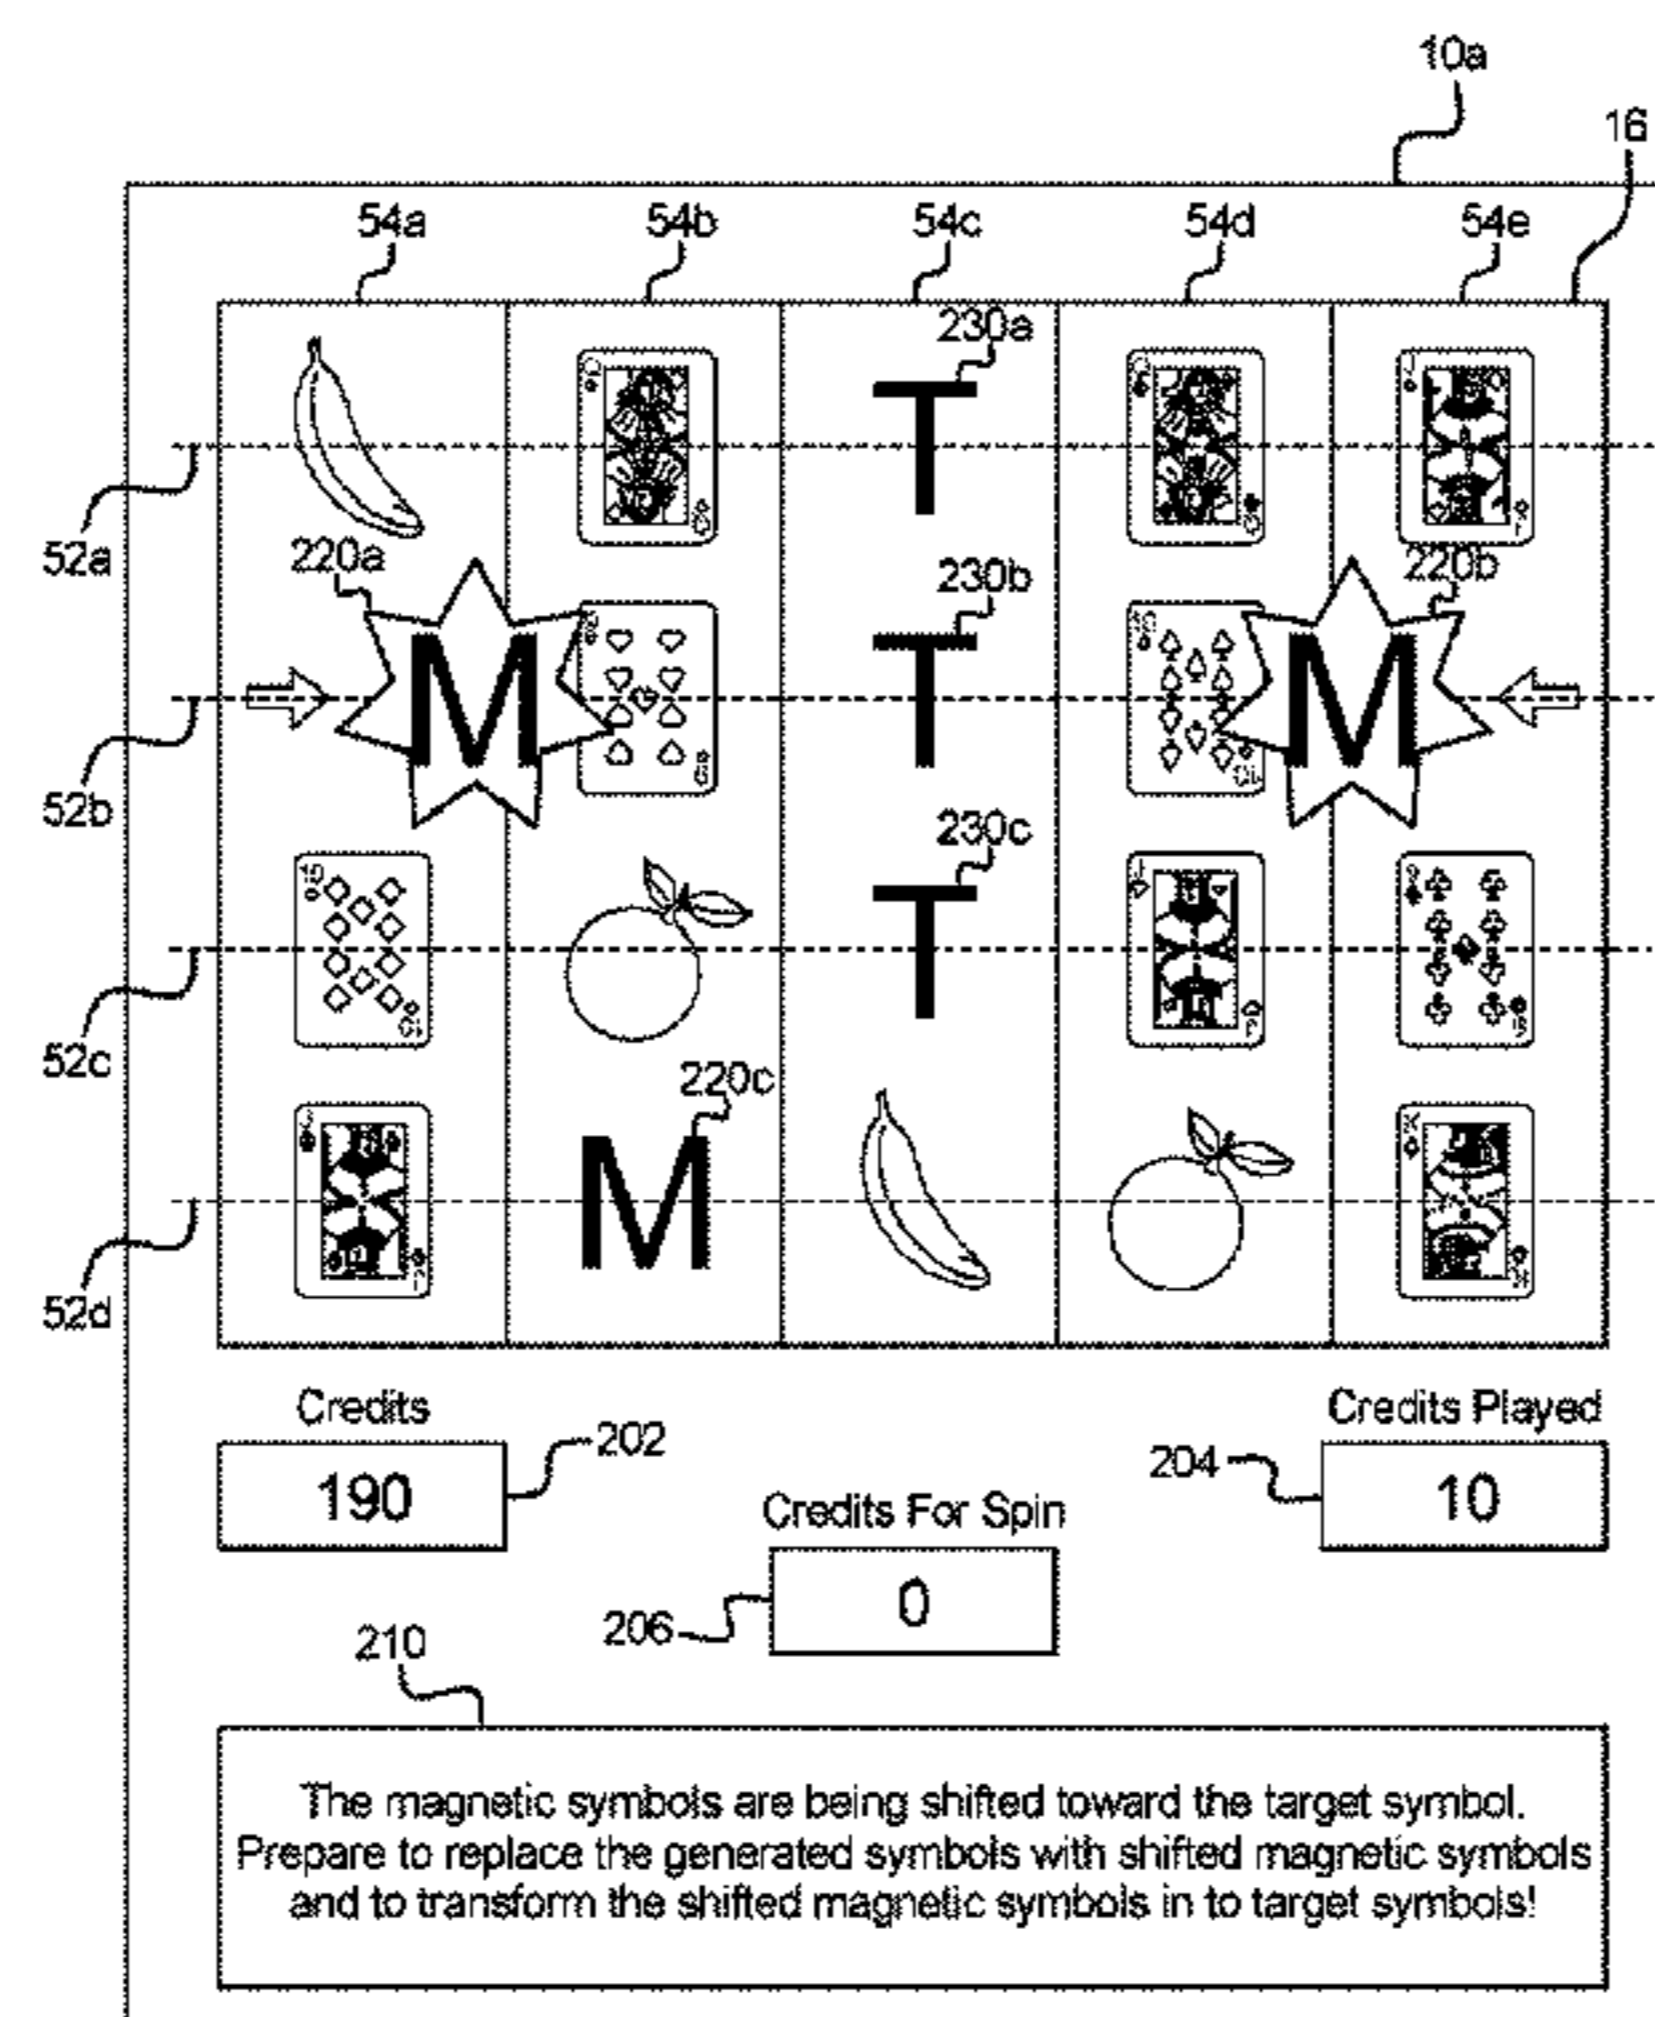 10a
16
54a 54b 54c 54d 54e
230a
T
52a
220a 230b 220b
M T M
52b
230c
T
52c
220c
M
52d
Credits Credits Played
202
190 204 10
Credits For Spin
0
206
210
The magnetic symbols are being shifted toward the target symbol.
Prepare to replace the generated symbols with shifted magnetic symbols
and to transform the shifted magnetic symbols in to target symbols!